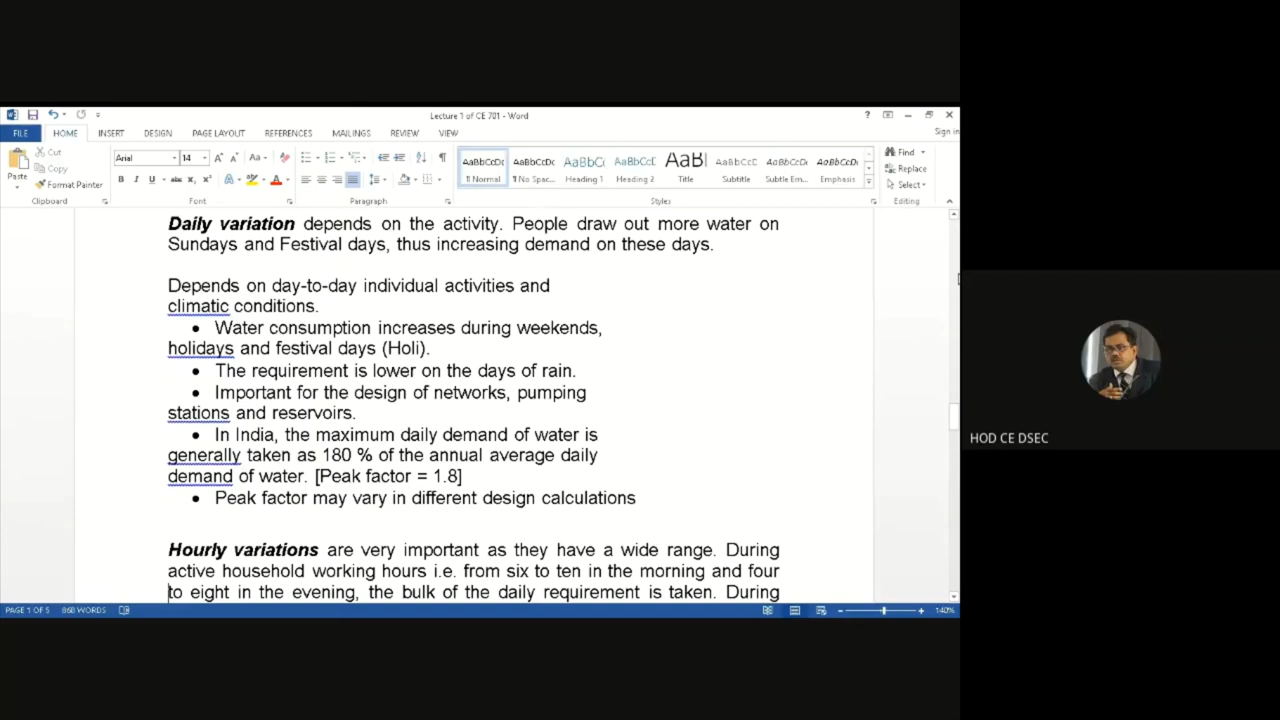 Lecture 1 of CE 701 - Word
Sign in
FILE HOME INSERT DESIGN PAGE LAYOUT REFERENCES MAILINGS REVIEW VIEW
Paste
Cut
Copy
Format Painter
Clipboard
Arial 14
Font
Paragraph
AaBbCcDc AaBbCcDc AaBbC( AaBbCcD AaBl AaBbCcC AaBbCcDc AaBbCcDc
¶ Normal ¶ No Spac... Heading 1 Heading 2 Title Subtitle Subtle Em... Emphasis
Styles
Find
Replace
Select
Editing
Daily variation depends on the activity. People draw out more water on
Sundays and Festival days, thus increasing demand on these days.
Depends on day-to-day individual activities and
climatic conditions.
• Water consumption increases during weekends,
holidays and festival days (Holi).
• The requirement is lower on the days of rain.
• Important for the design of networks, pumping
stations and reservoirs.
• In India, the maximum daily demand of water is
generally taken as 180 % of the annual average daily
demand of water. [Peak factor = 1.8]
• Peak factor may vary in different design calculations
Hourly variations are very important as they have a wide range. During
active household working hours i.e. from six to ten in the morning and four
to eight in the evening, the bulk of the daily requirement is taken. During
PAGE 1 OF 5 868 WORDS
140%
HOD CE DSEC